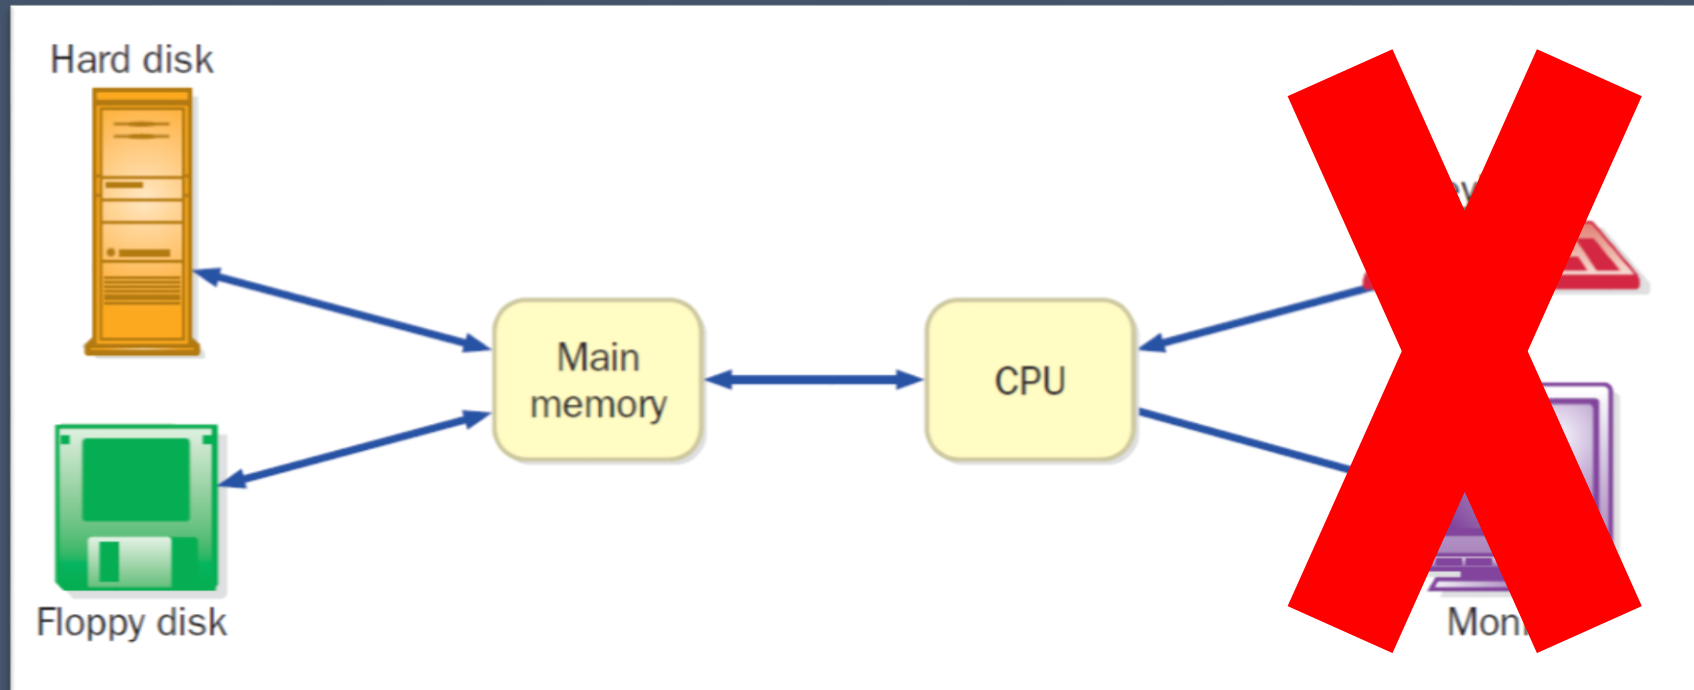 Hard disk
Main
memory
CPU
Floppy disk